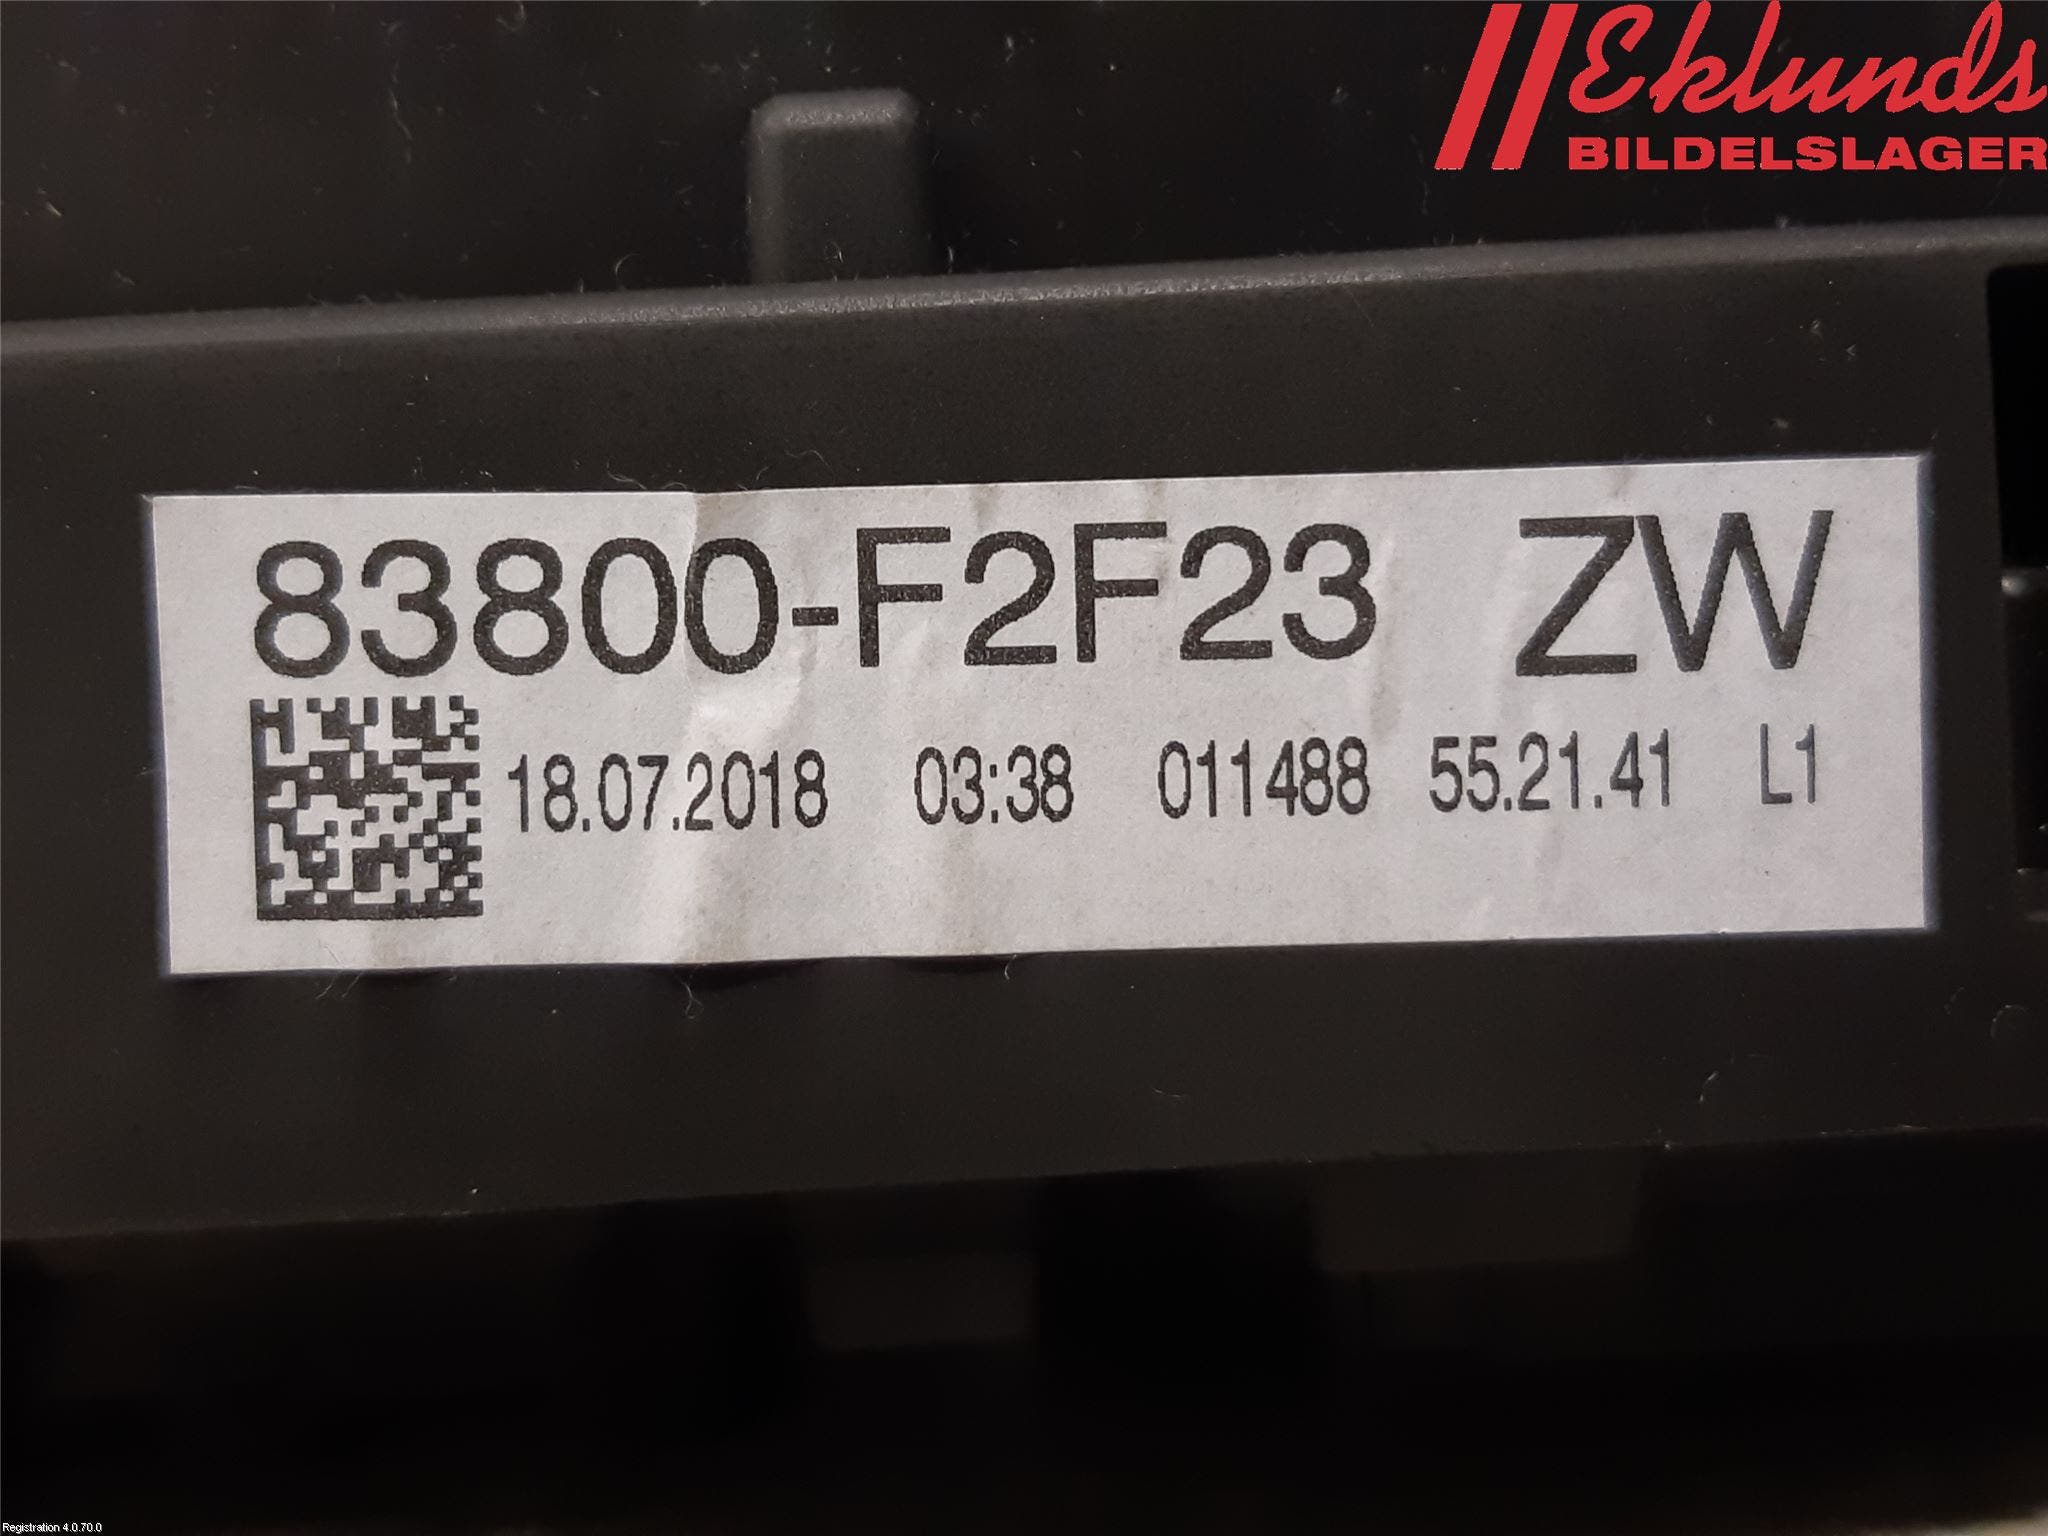 Eklunds
BILDELSLAGER
83800-F2F23 ZW
18.07.2018 03:38 011488 55.21.41 L1
Registration 4.0.70.0